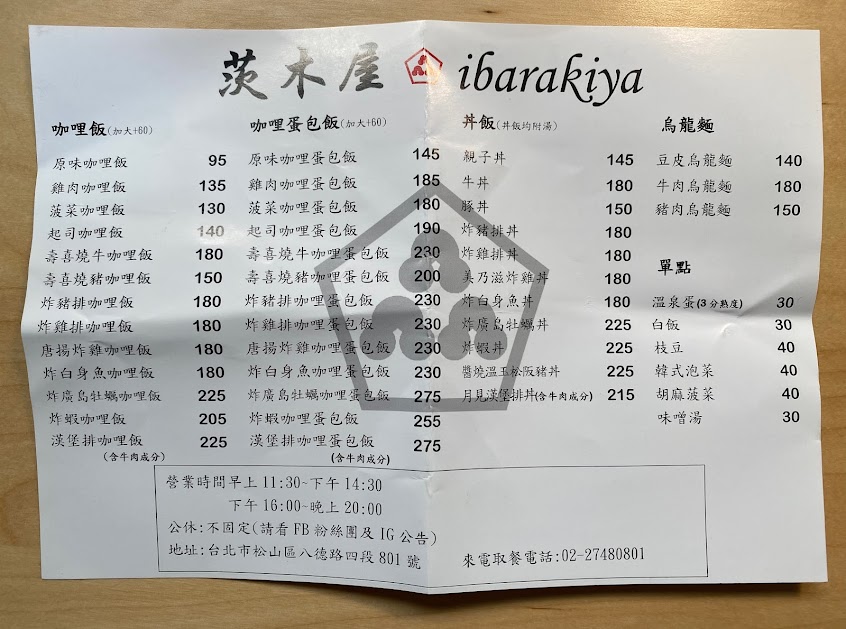 茨木屋 ibarakiya
咖哩飯(加大+60)
原味咖哩飯 95
雞肉咖哩飯 135
菠菜咖哩飯 130
起司咖哩飯 140
壽喜燒牛咖哩飯 180
壽喜燒豬咖哩飯 150
炸豬排咖哩飯 180
炸雞排咖哩飯 180
唐揚炸雞咖哩飯 180
炸白身魚咖哩飯 180
炸廣島牡蠣咖哩飯 225
炸蝦咖哩飯 205
漢堡排咖哩飯 225
(含牛肉成分)
咖哩蛋包飯(加大+60)
原味咖哩蛋包飯 145
雞肉咖哩蛋包飯 185
菠菜咖哩蛋包飯 180
起司咖哩蛋包飯 190
壽喜燒牛咖哩蛋包飯 230
壽喜燒豬咖哩蛋包飯 200
炸豬排咖哩蛋包飯 230
炸雞排咖哩蛋包飯 230
唐揚炸雞咖哩蛋包飯 230
炸白身魚咖哩蛋包飯 230
炸廣島牡蠣咖哩蛋包飯 275
炸蝦咖哩蛋包飯 255
漢堡排咖哩蛋包飯 275
(含牛肉成分)
丼飯(丼飯均附湯)
親子丼 145
牛丼 180
豚丼 150
炸豬排丼 180
炸雞排丼 180
美乃滋炸雞丼 180
炸白身魚丼 180
炸廣島牡蠣丼 225
炸蝦丼 225
醬燒溫玉松阪豬丼 225
月見漢堡排丼(含牛肉成分) 215
烏龍麵
豆皮烏龍麵 140
牛肉烏龍麵 180
豬肉烏龍麵 150
單點
溫泉蛋(3分熟度) 30
白飯 30
枝豆 40
韓式泡菜 40
胡麻菠菜 40
味噌湯 30
營業時間早上11:30~下午14:30
下午16:00~晚上20:00
公休:不固定(請看FB粉絲團及IG公告)
地址:台北市松山區八德路四段801號
來電取餐電話:02-27480801